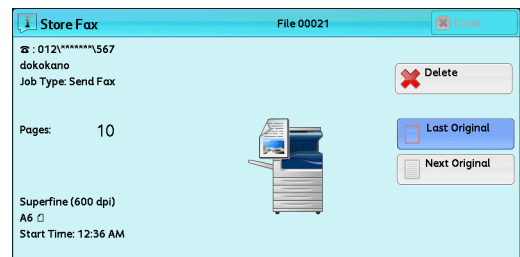 Store Fax
File 00021
Close
☎ : 012\*******\567
dokokano
Job Type: Send Fax
Delete
Pages: 10
Last Original
Next Original
Superfine (600 dpi)
A6
Start Time: 12:36 AM